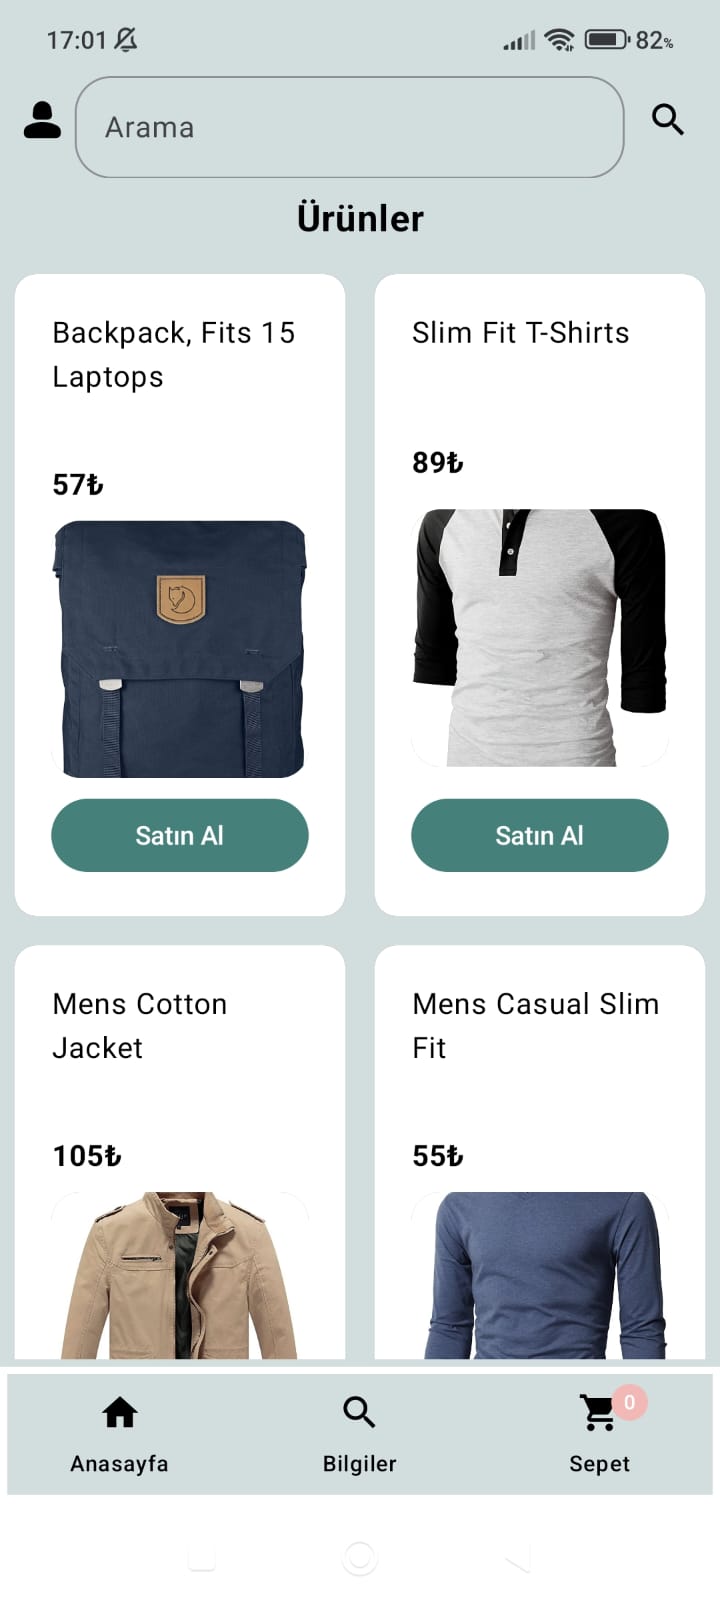 17:01
82%
Arama
Ürünler
Backpack, Fits 15
Laptops
57₺
Satın Al
Slim Fit T-Shirts
89₺
Satın Al
Mens Cotton
Jacket
105₺
Mens Casual Slim
Fit
55₺
Anasayfa
Bilgiler
0
Sepet